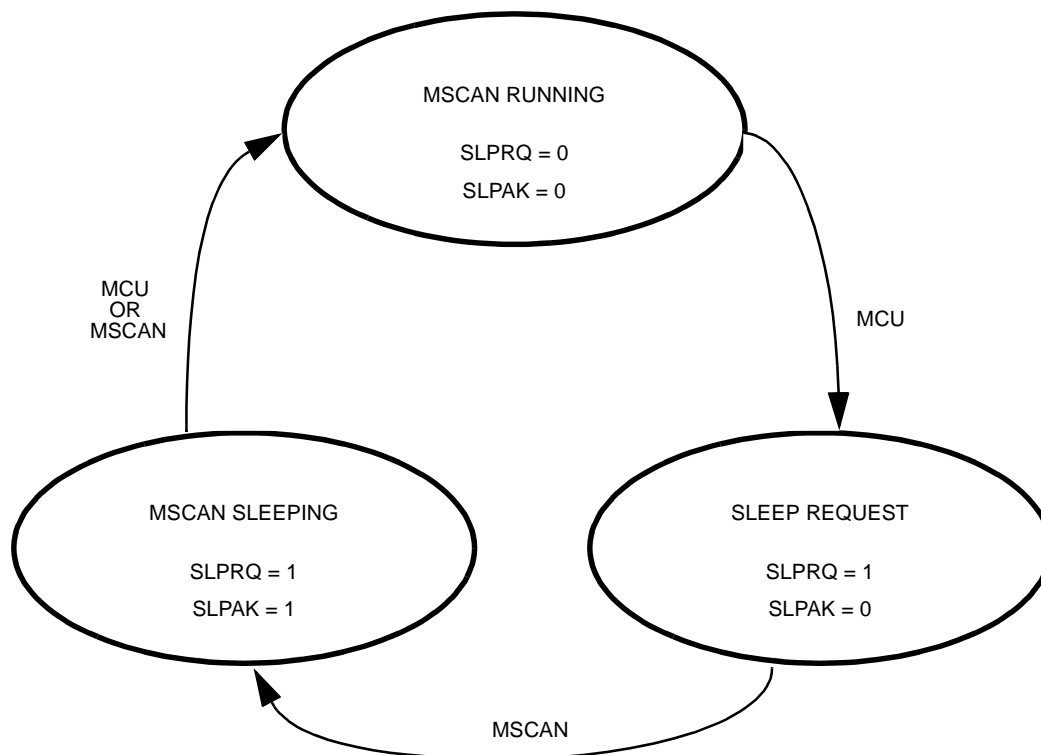 MSCAN RUNNING
SLPRQ = 0
SLPAK = 0
MCU
OR
MSCAN
MCU
MSCAN SLEEPING
SLPRQ = 1
SLPAK = 1
SLEEP REQUEST
SLPRQ = 1
SLPAK = 0
MSCAN